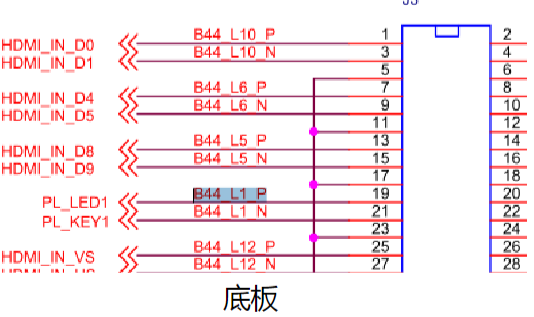 J3
B44_L10_P 1 2
HDMI_IN_D0
B44_L10_N 3 4
HDMI_IN_D1
5 6
B44_L6_P 7 8
HDMI_IN_D4
B44_L6_N 9 10
HDMI_IN_D5
11 12
B44_L5_P 13 14
HDMI_IN_D8
B44_L5_N 15 16
HDMI_IN_D9
17 18
B44_L1_P 19 20
PL_LED1
B44_L1_N 21 22
PL_KEY1
23 24
B44_L12_P 25 26
HDMI_IN_VS
B44_L12_N 27 28
底板